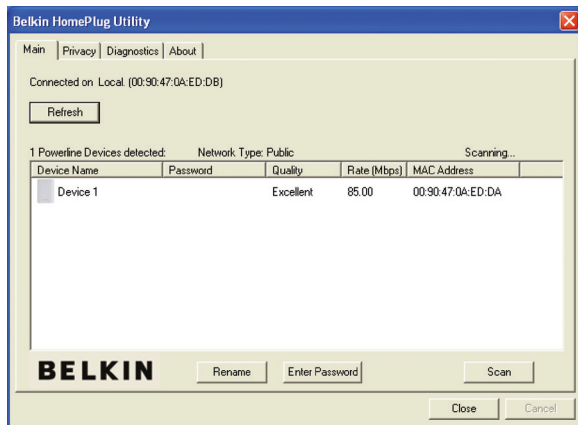 Belkin HomePlug Utility
Main Privacy Diagnostics About
Connected on Local (00:90:47:0A:ED:DB)
Refresh
1 Powerline Devices detected: Network Type: Public Scanning...
Device Name Password Quality Rate (Mbps) MAC Address
Device 1 Excellent 85.00 00:90:47:0A:ED:DA
BELKIN Rename Enter Password Scan
Close Cancel